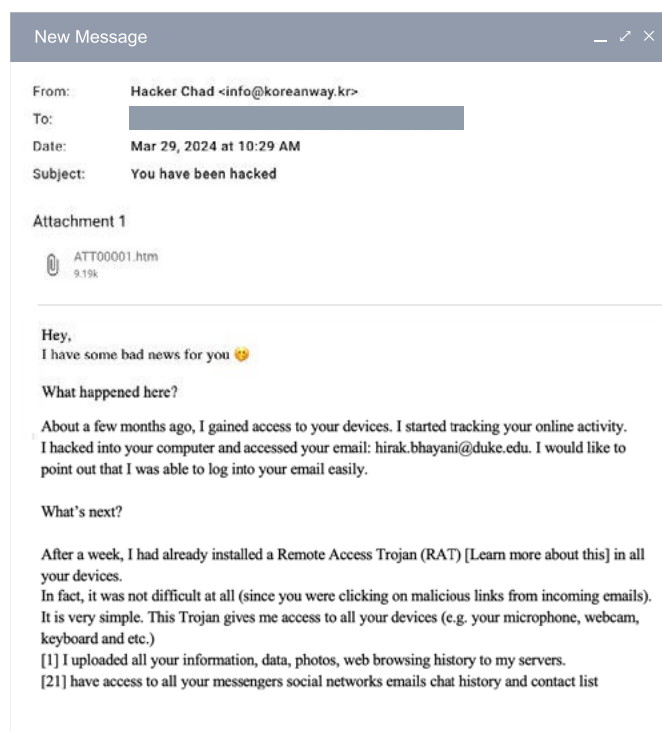 New Message
From: Hacker Chad <info@koreanway.kr>
To:
Date: Mar 29, 2024 at 10:29 AM
Subject: You have been hacked
Attachment 1
ATT00001.htm
9.19k
Hey,
I have some bad news for you 🤭
What happened here?
About a few months ago, I gained access to your devices. I started tracking your online activity.
I hacked into your computer and accessed your email: hirak.bhayani@duke.edu. I would like to
point out that I was able to log into your email easily.
What's next?
After a week, I had already installed a Remote Access Trojan (RAT) [Learn more about this] in all
your devices.
In fact, it was not difficult at all (since you were clicking on malicious links from incoming emails).
It is very simple. This Trojan gives me access to all your devices (e.g. your microphone, webcam,
keyboard and etc.)
[1] I uploaded all your information, data, photos, web browsing history to my servers.
[21] have access to all your messengers social networks emails chat history and contact list